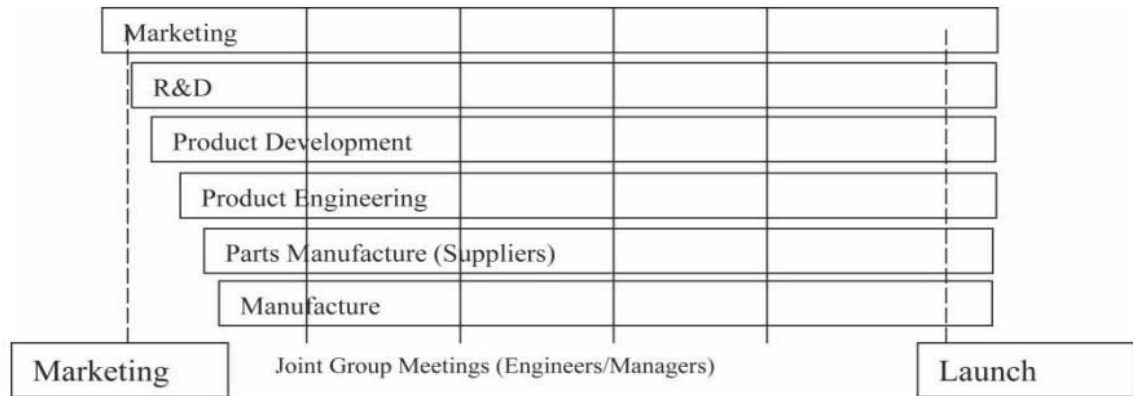 Marketing
R&D
Product Development
Product Engineering
Parts Manufacture (Suppliers)
Manufacture
Marketing
Joint Group Meetings (Engineers/Managers)
Launch